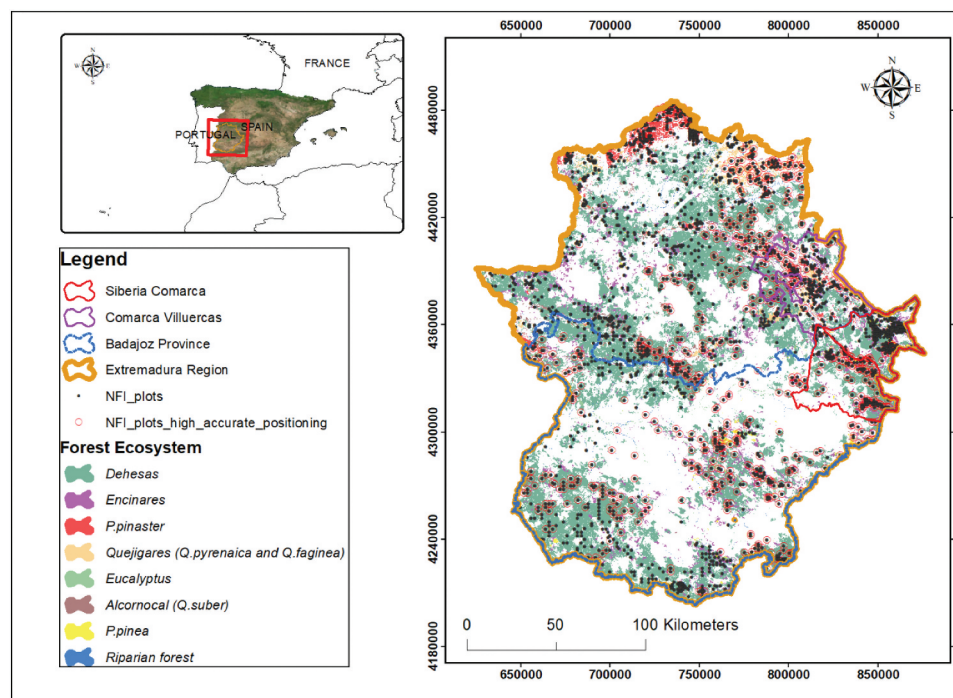 N
W E
S
FRANCE
PORTUGAL
SPAIN
Legend
Siberia Comarca
Comarca Villuercas
Badajoz Province
Extremadura Region
NFI_plots
NFI_plots_high_accurate_positioning
Forest Ecosystem
Dehesas
Encinares
P.pinaster
Quejigares (Q.pyrenaica and Q.faginea)
Eucalyptus
Alcornocal (Q.suber)
P.pinea
Riparian forest
650000 700000 750000 800000 850000
N
W E
S
4480000
4420000
4360000
4300000
4240000
4180000
0 50 100 Kilometers
650000 700000 750000 800000 850000